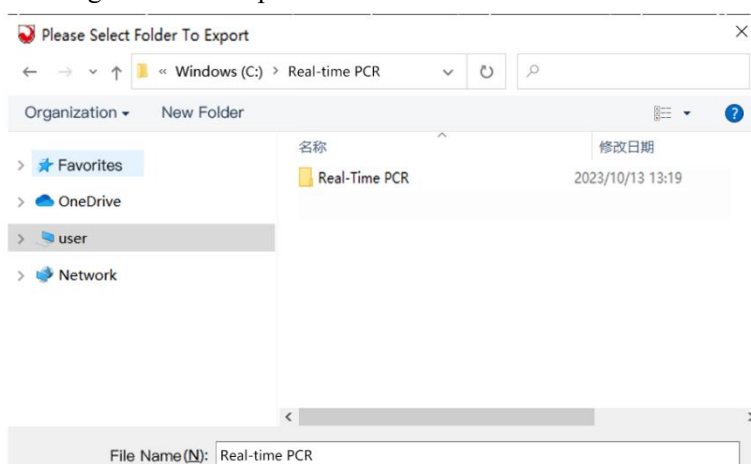 Please Select Folder To Export
« Windows (C:) > Real-time PCR
Organization New Folder
名称 修改日期
Favorites
Real-Time PCR 2023/10/13 13:19
OneDrive
user
Network
File Name(N): Real-time PCR